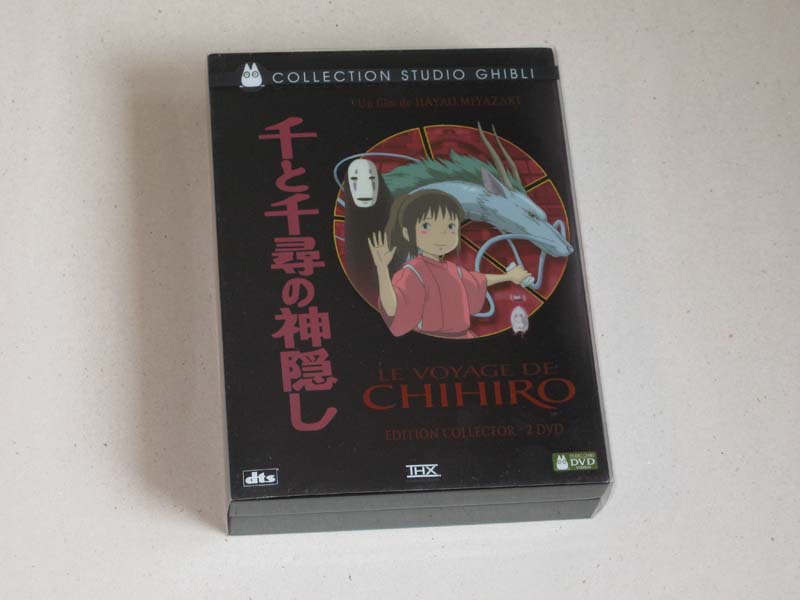 COLLECTION STUDIO GHIBLI
Un film de HAYAO MIYAZAKI
千と千尋の神隠し
LE VOYAGE DE
CHIHIRO
EDITION COLLECTOR - 2 DVD
dts
THX
DVD